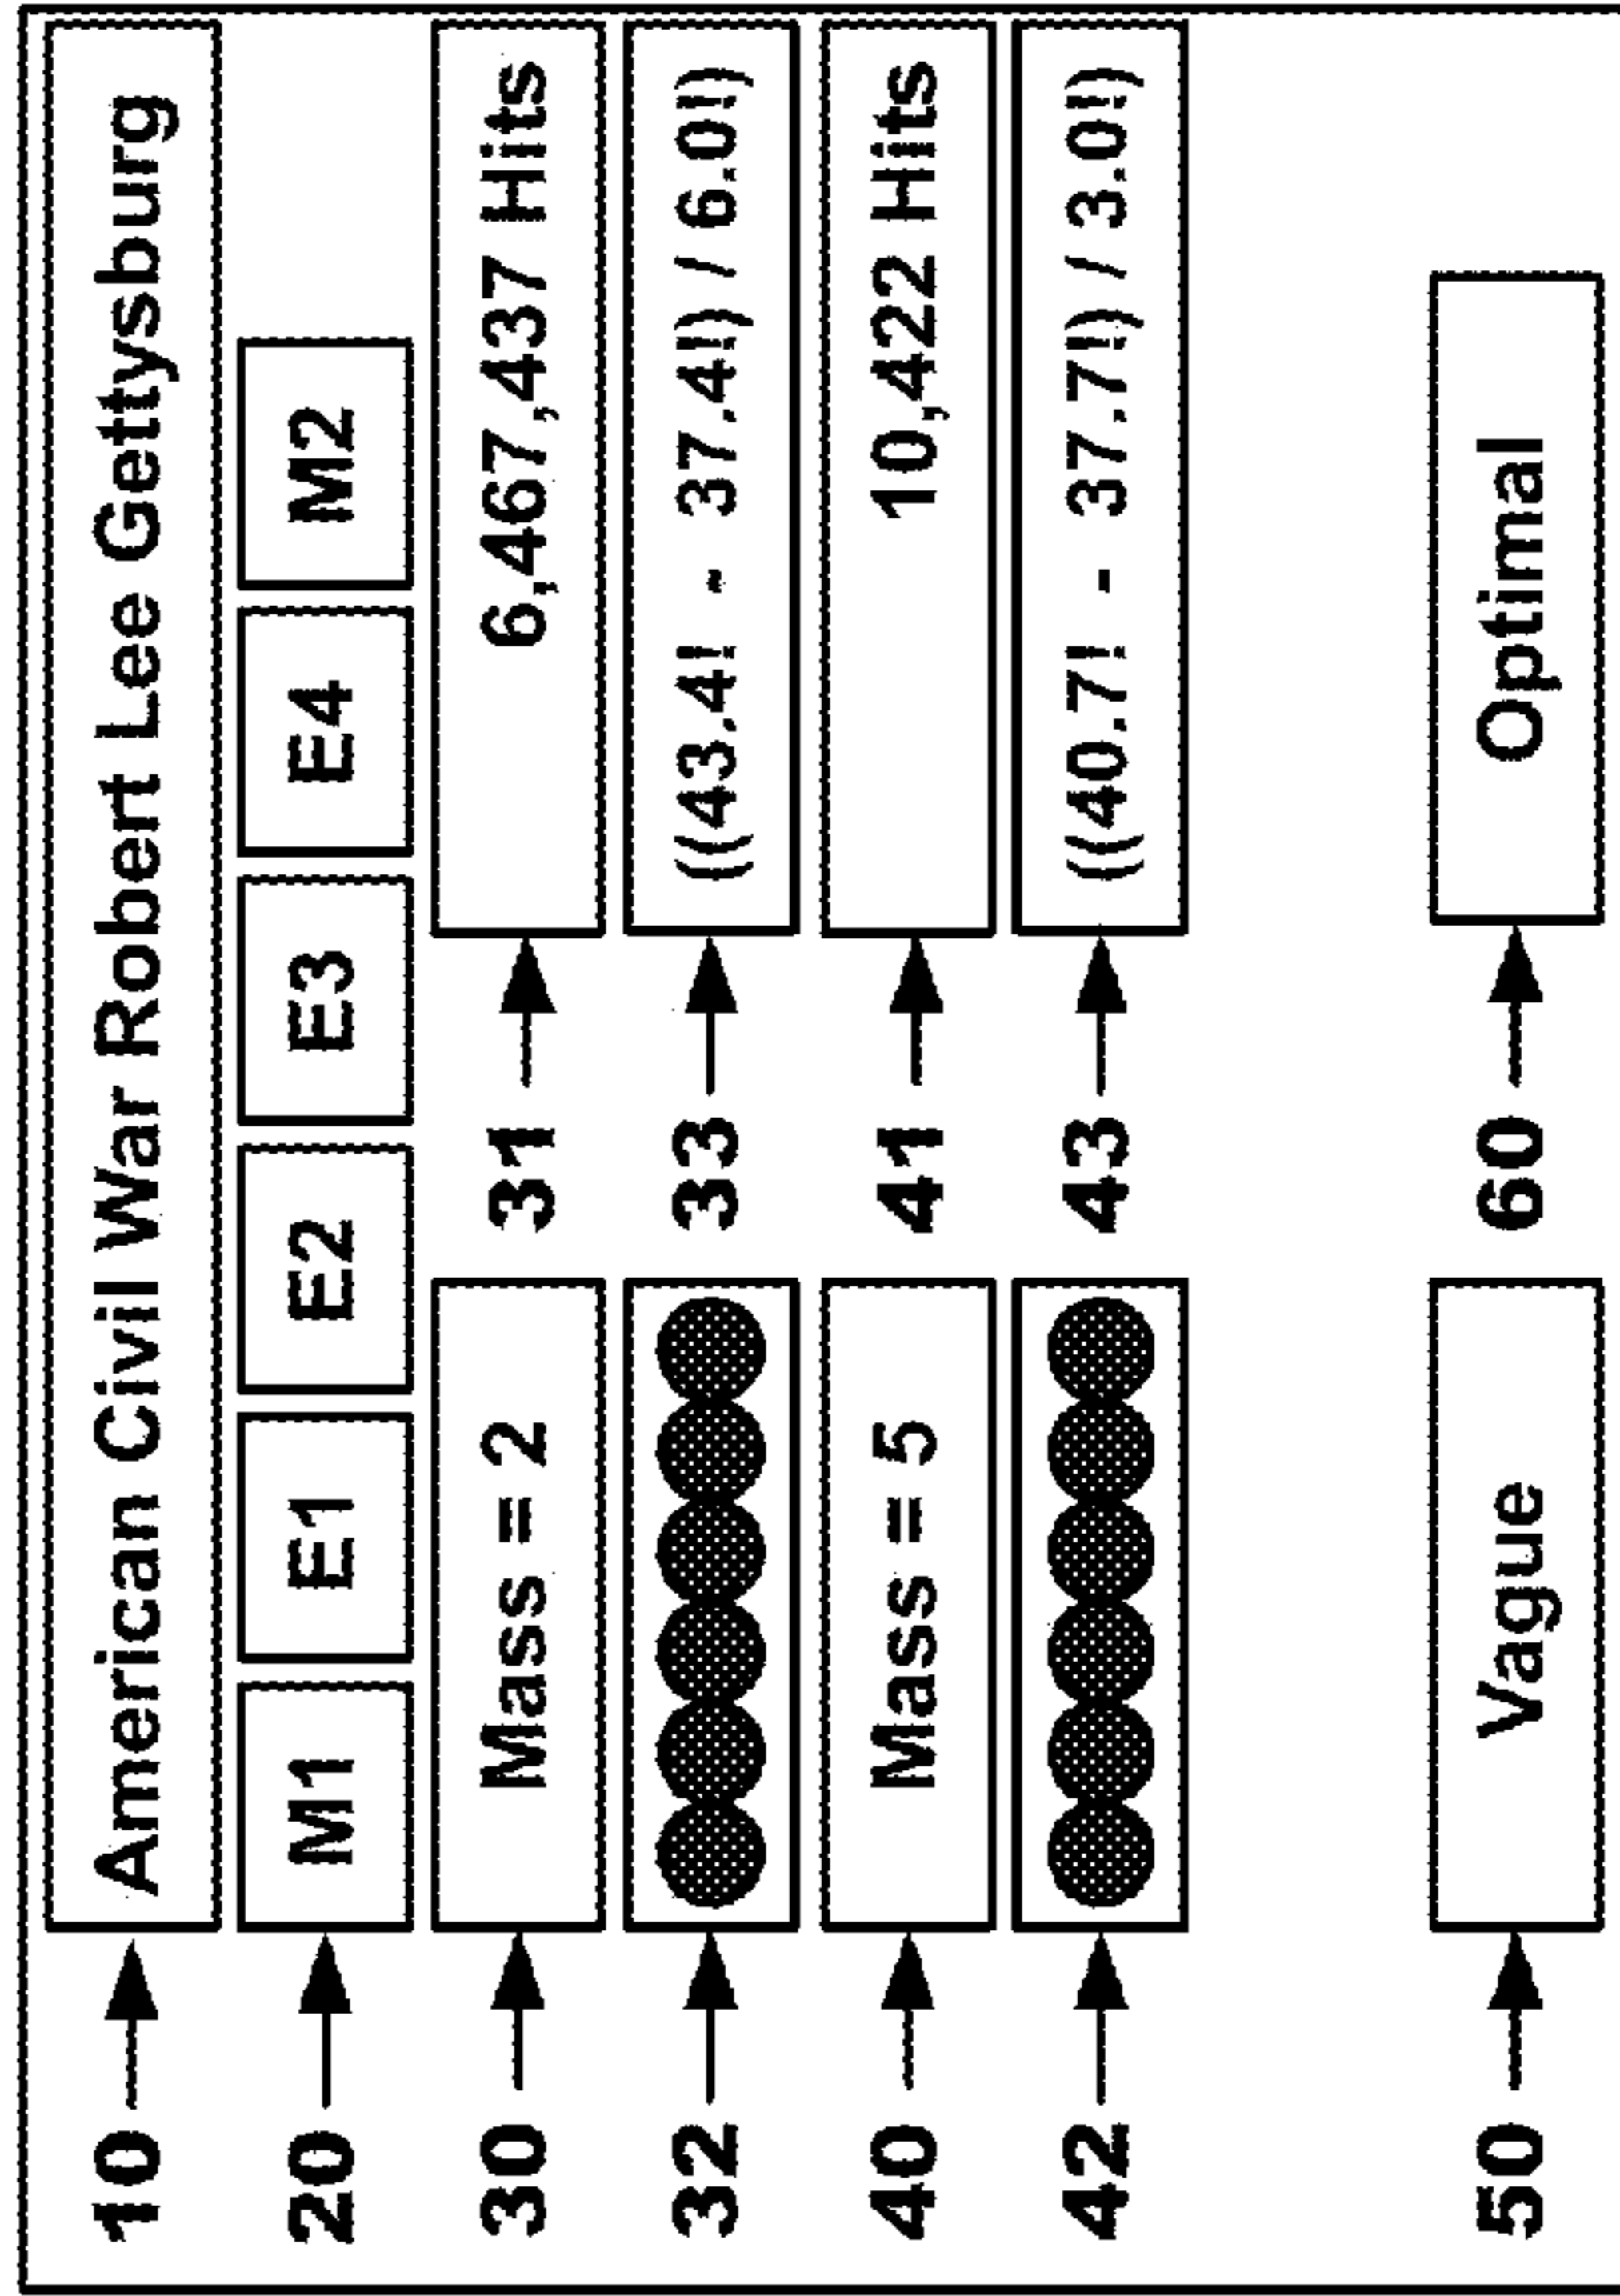 10 American Civil War Robert Lee Gettysburg
20 M1 E1 E2 E3 E4 M2
30 Mass = 2 31 6,467,437 Hits
32 33 ((43.4! - 37.4!) / 6.0!)
40 Mass = 5 41 10,422 Hits
42 43 ((40.7! - 37.7!) / 3.0!)
50 Vague 60 Optimal